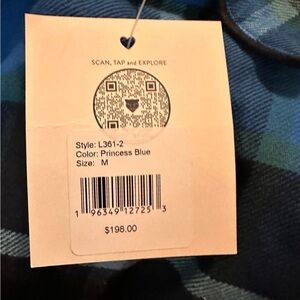 SCAN, TAP and EXPLORE
Style: L361-2
Color: Princess Blue
Size: M
1 96349 12725 3
$198.00